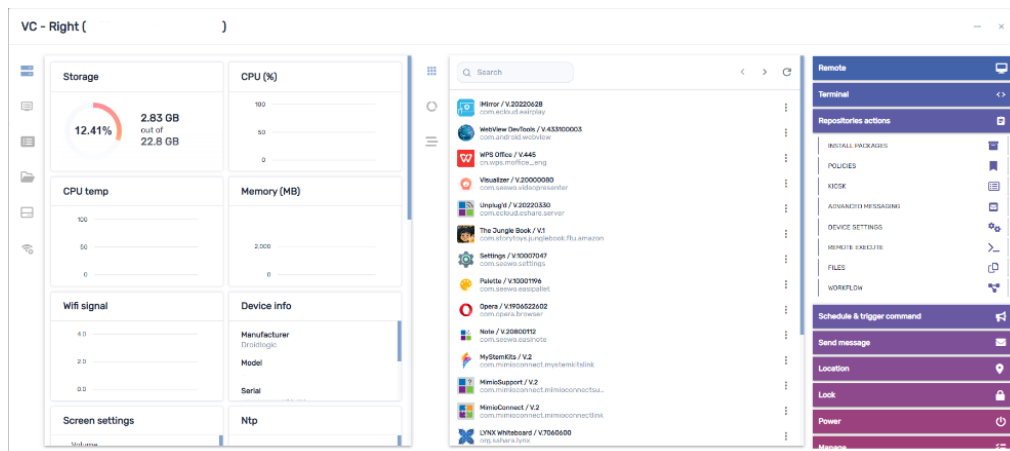 VC - Right ( )
Storage
12.41%
2.83 GB
out of
22.8 GB
CPU (%)
100
50
0
CPU temp
100
50
0
Memory (MB)
2,000
0
Wifi signal
4.0
2.0
0.0
Device info
Manufacturer
Droidlogic
Model
Serial
Screen settings
Volume
Ntp
Search
iMirror / V.20220628
com.ecloud.eairplay
WebView DevTools / V.433100003
com.android.webview
WPS Office / V.445
cn.wps.moffice_eng
Visualizer / V.20000080
com.seewo.videopresenter
Unplug'd / V.20220330
com.ecloud.eshare.server
The Jungle Book / V.1
com.storytoys.junglebook.ffu.amazon
Settings / V.10007047
com.seewo.settings
Palette / V.10001196
com.seewo.easipallet
Opera / V.1906522602
com.opera.browser
Note / V.20800112
com.seewo.easinote
MyStemKits / V.2
com.mimioconnect.mystemkitslink
MimioSupport / V.2
com.mimioconnect.mimioconnectsu...
MimioConnect / V.2
com.mimioconnect.mimioconnectlink
LYNX Whiteboard / V.7060600
org.sahara.lynx
Remote
Terminal
Repositories actions
INSTALL PACKAGES
POLICIES
KIOSK
ADVANCED MESSAGING
DEVICE SETTINGS
REMOTE EXECUTE
FILES
WORKFLOW
Schedule & trigger command
Send message
Location
Lock
Power
Manage